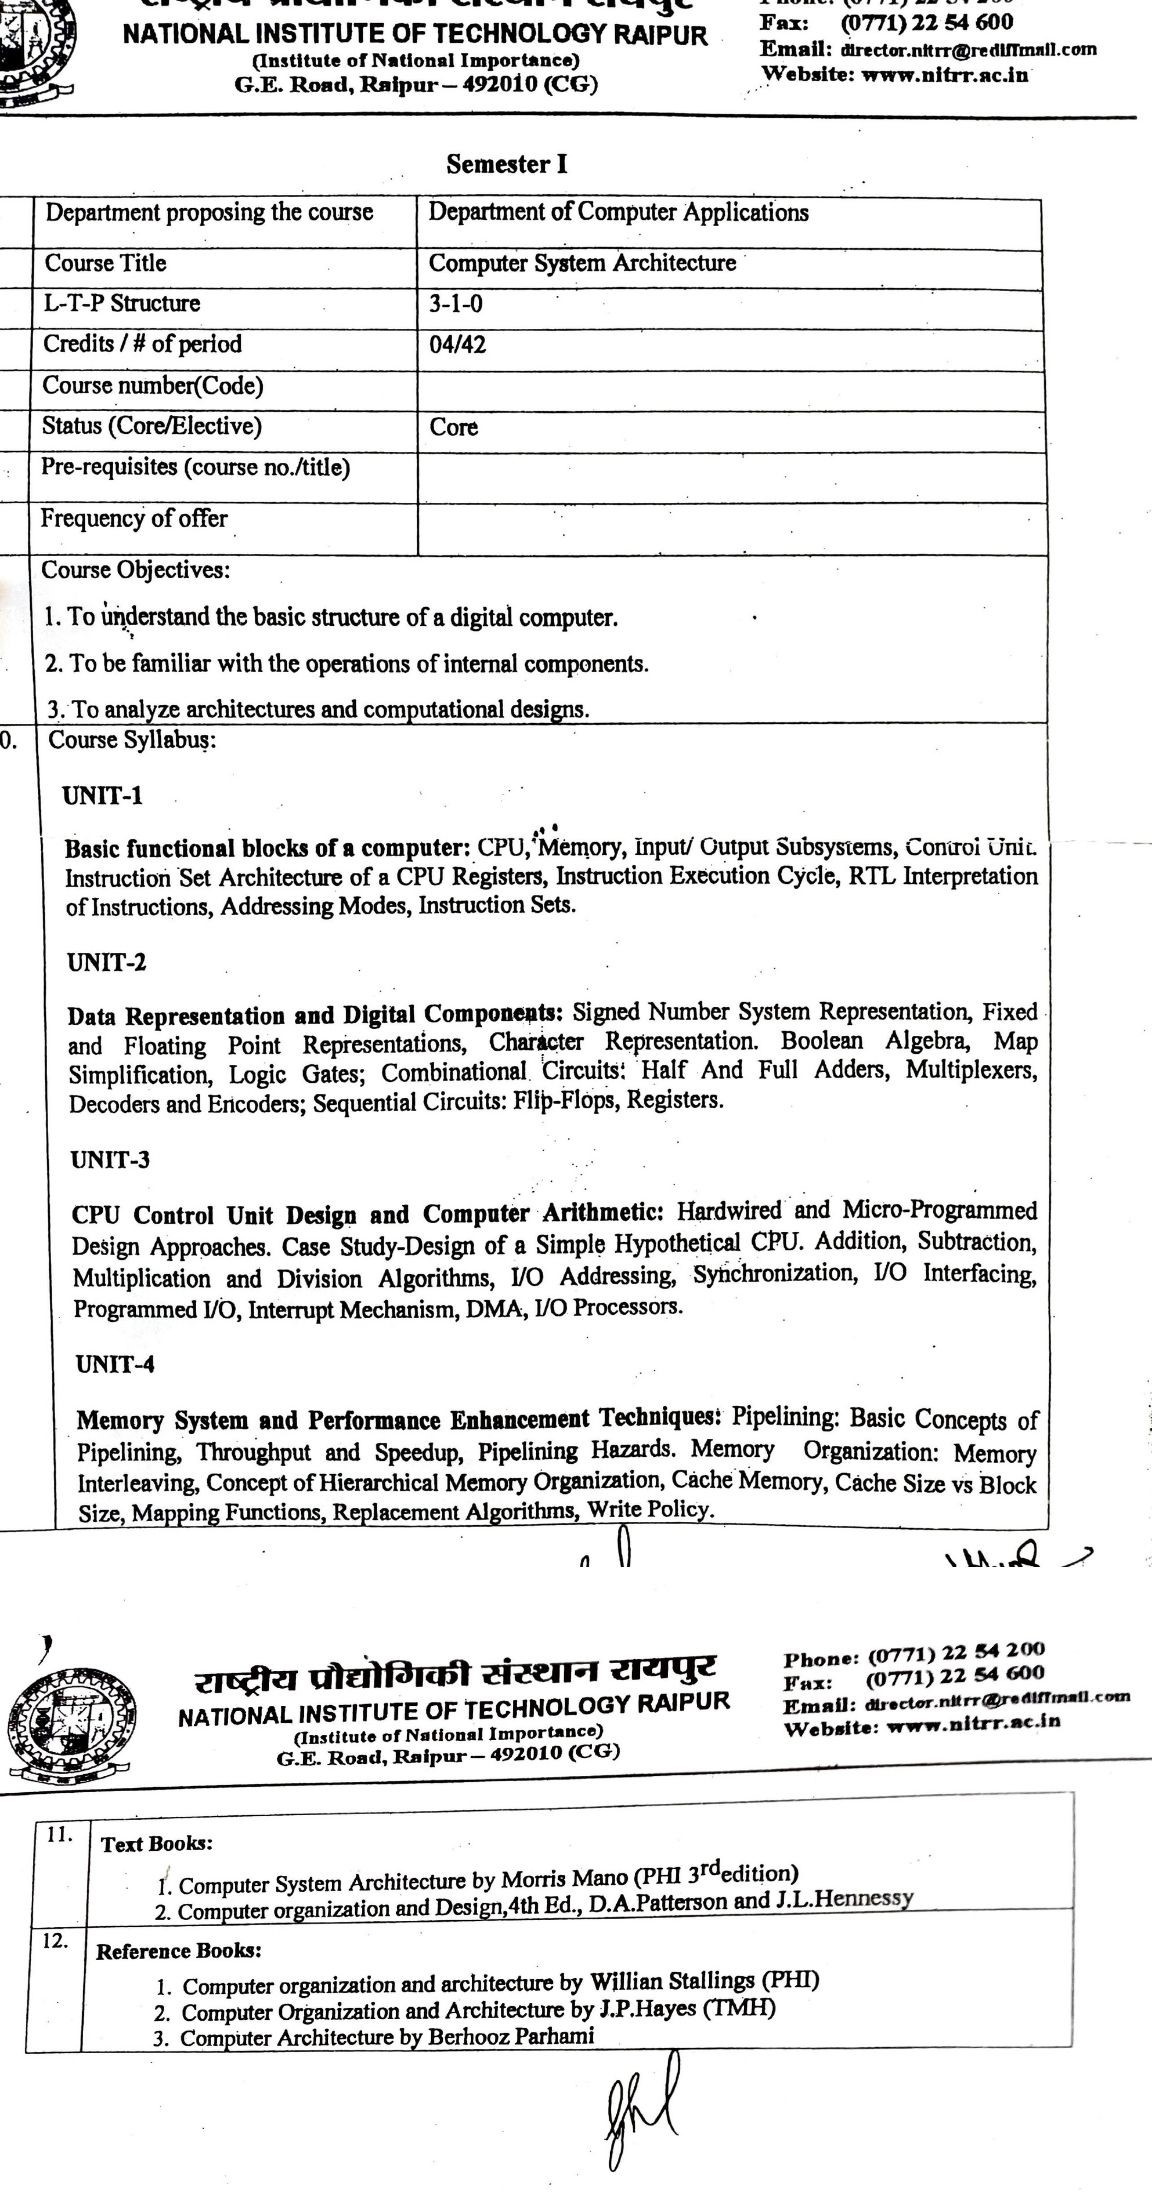 राष्ट्रीय प्रौद्योगिकी संस्थान रायपुर
NATIONAL INSTITUTE OF TECHNOLOGY RAIPUR
(Institute of National Importance)
G.E. Road, Raipur – 492010 (CG)
Fax: (0771) 22 54 600
Email: director.nitrr@rediffmail.com
Website: www.nitrr.ac.in
Semester I
Department proposing the course Department of Computer Applications
Course Title Computer System Architecture
L-T-P Structure 3-1-0
Credits / # of period 04/42
Course number(Code)
Status (Core/Elective) Core
Pre-requisites (course no./title)
Frequency of offer
Course Objectives:
1. To understand the basic structure of a digital computer.
2. To be familiar with the operations of internal components.
3. To analyze architectures and computational designs.
0. Course Syllabus:
UNIT-1
Basic functional blocks of a computer: CPU, Memory, Input/ Output Subsystems, Control Unit.
Instruction Set Architecture of a CPU Registers, Instruction Execution Cycle, RTL Interpretation
of Instructions, Addressing Modes, Instruction Sets.
UNIT-2
Data Representation and Digital Components: Signed Number System Representation, Fixed
and Floating Point Representations, Character Representation. Boolean Algebra, Map
Simplification, Logic Gates; Combinational Circuits: Half And Full Adders, Multiplexers,
Decoders and Encoders; Sequential Circuits: Flip-Flops, Registers.
UNIT-3
CPU Control Unit Design and Computer Arithmetic: Hardwired and Micro-Programmed
Design Approaches. Case Study-Design of a Simple Hypothetical CPU. Addition, Subtraction,
Multiplication and Division Algorithms, I/O Addressing, Synchronization, I/O Interfacing,
Programmed I/O, Interrupt Mechanism, DMA, I/O Processors.
UNIT-4
Memory System and Performance Enhancement Techniques: Pipelining: Basic Concepts of
Pipelining, Throughput and Speedup, Pipelining Hazards. Memory Organization: Memory
Interleaving, Concept of Hierarchical Memory Organization, Cache Memory, Cache Size vs Block
Size, Mapping Functions, Replacement Algorithms, Write Policy.
राष्ट्रीय प्रौद्योगिकी संस्थान रायपुर
NATIONAL INSTITUTE OF TECHNOLOGY RAIPUR
(Institute of National Importance)
G.E. Road, Raipur – 492010 (CG)
Phone: (0771) 22 54 200
Fax: (0771) 22 54 600
Email: director.nitrr@rediffmail.com
Website: www.nitrr.ac.in
11. Text Books:
1. Computer System Architecture by Morris Mano (PHI 3rdedition)
2. Computer organization and Design,4th Ed., D.A.Patterson and J.L.Hennessy
12. Reference Books:
1. Computer organization and architecture by Willian Stallings (PHI)
2. Computer Organization and Architecture by J.P.Hayes (TMH)
3. Computer Architecture by Berhooz Parhami